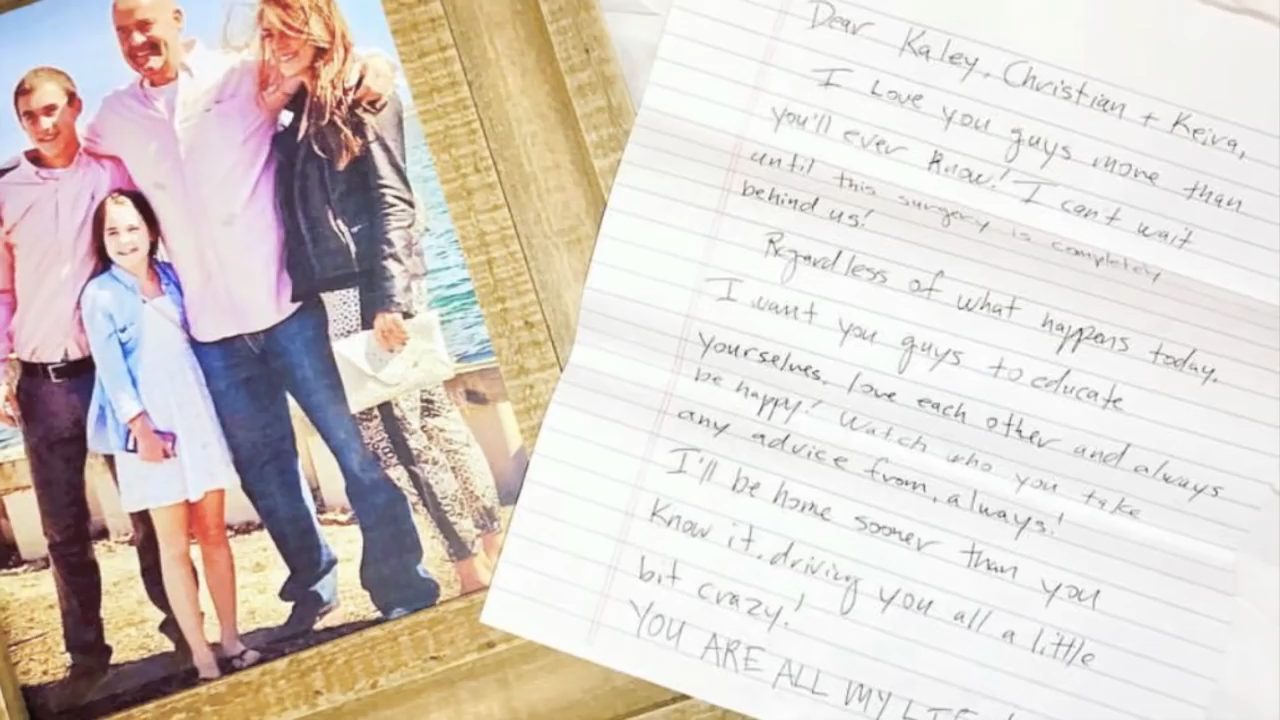 Dear Kaley, Christian + Keira,
I Love you guys more than
you'll ever know! I can't wait
until this surgery is completely
behind us!
Regardless of what happens today,
I want you guys to educate
yourselves, love each other and always
be happy! Watch who you take
any advice from, always!
I'll be home sooner than you
know it, driving you all a little
bit crazy!
YOU ARE ALL MY